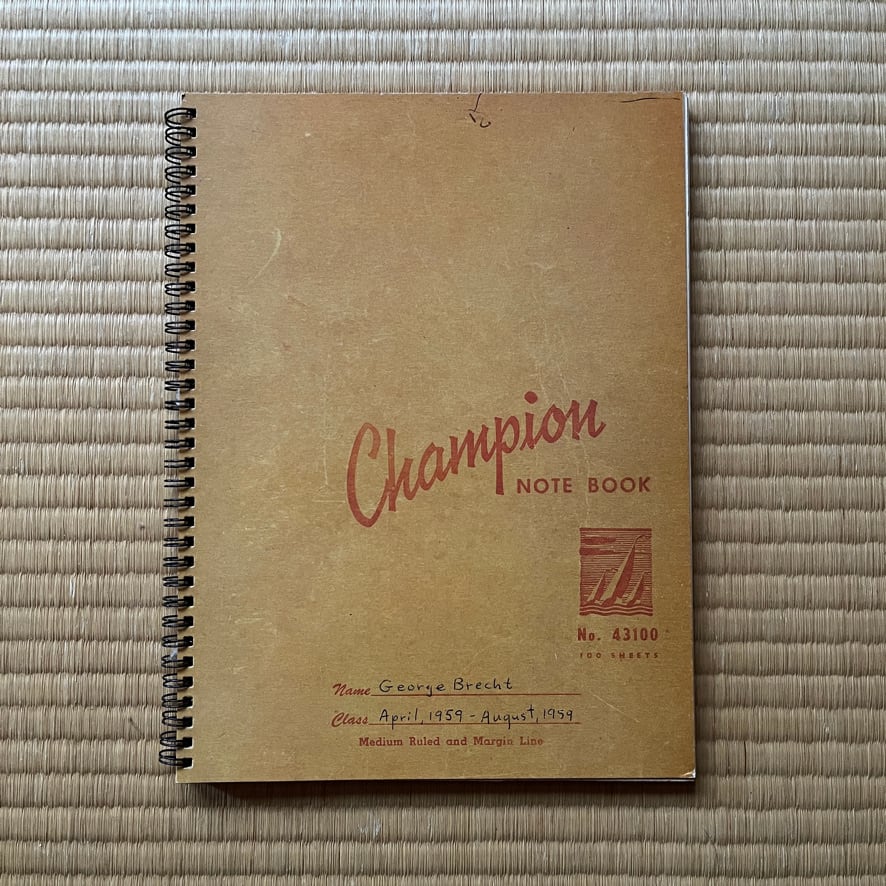 Champion
NOTE BOOK
No. 43100
100 SHEETS
Name George Brecht
Class April, 1959 - August, 1959
Medium Ruled and Margin Line